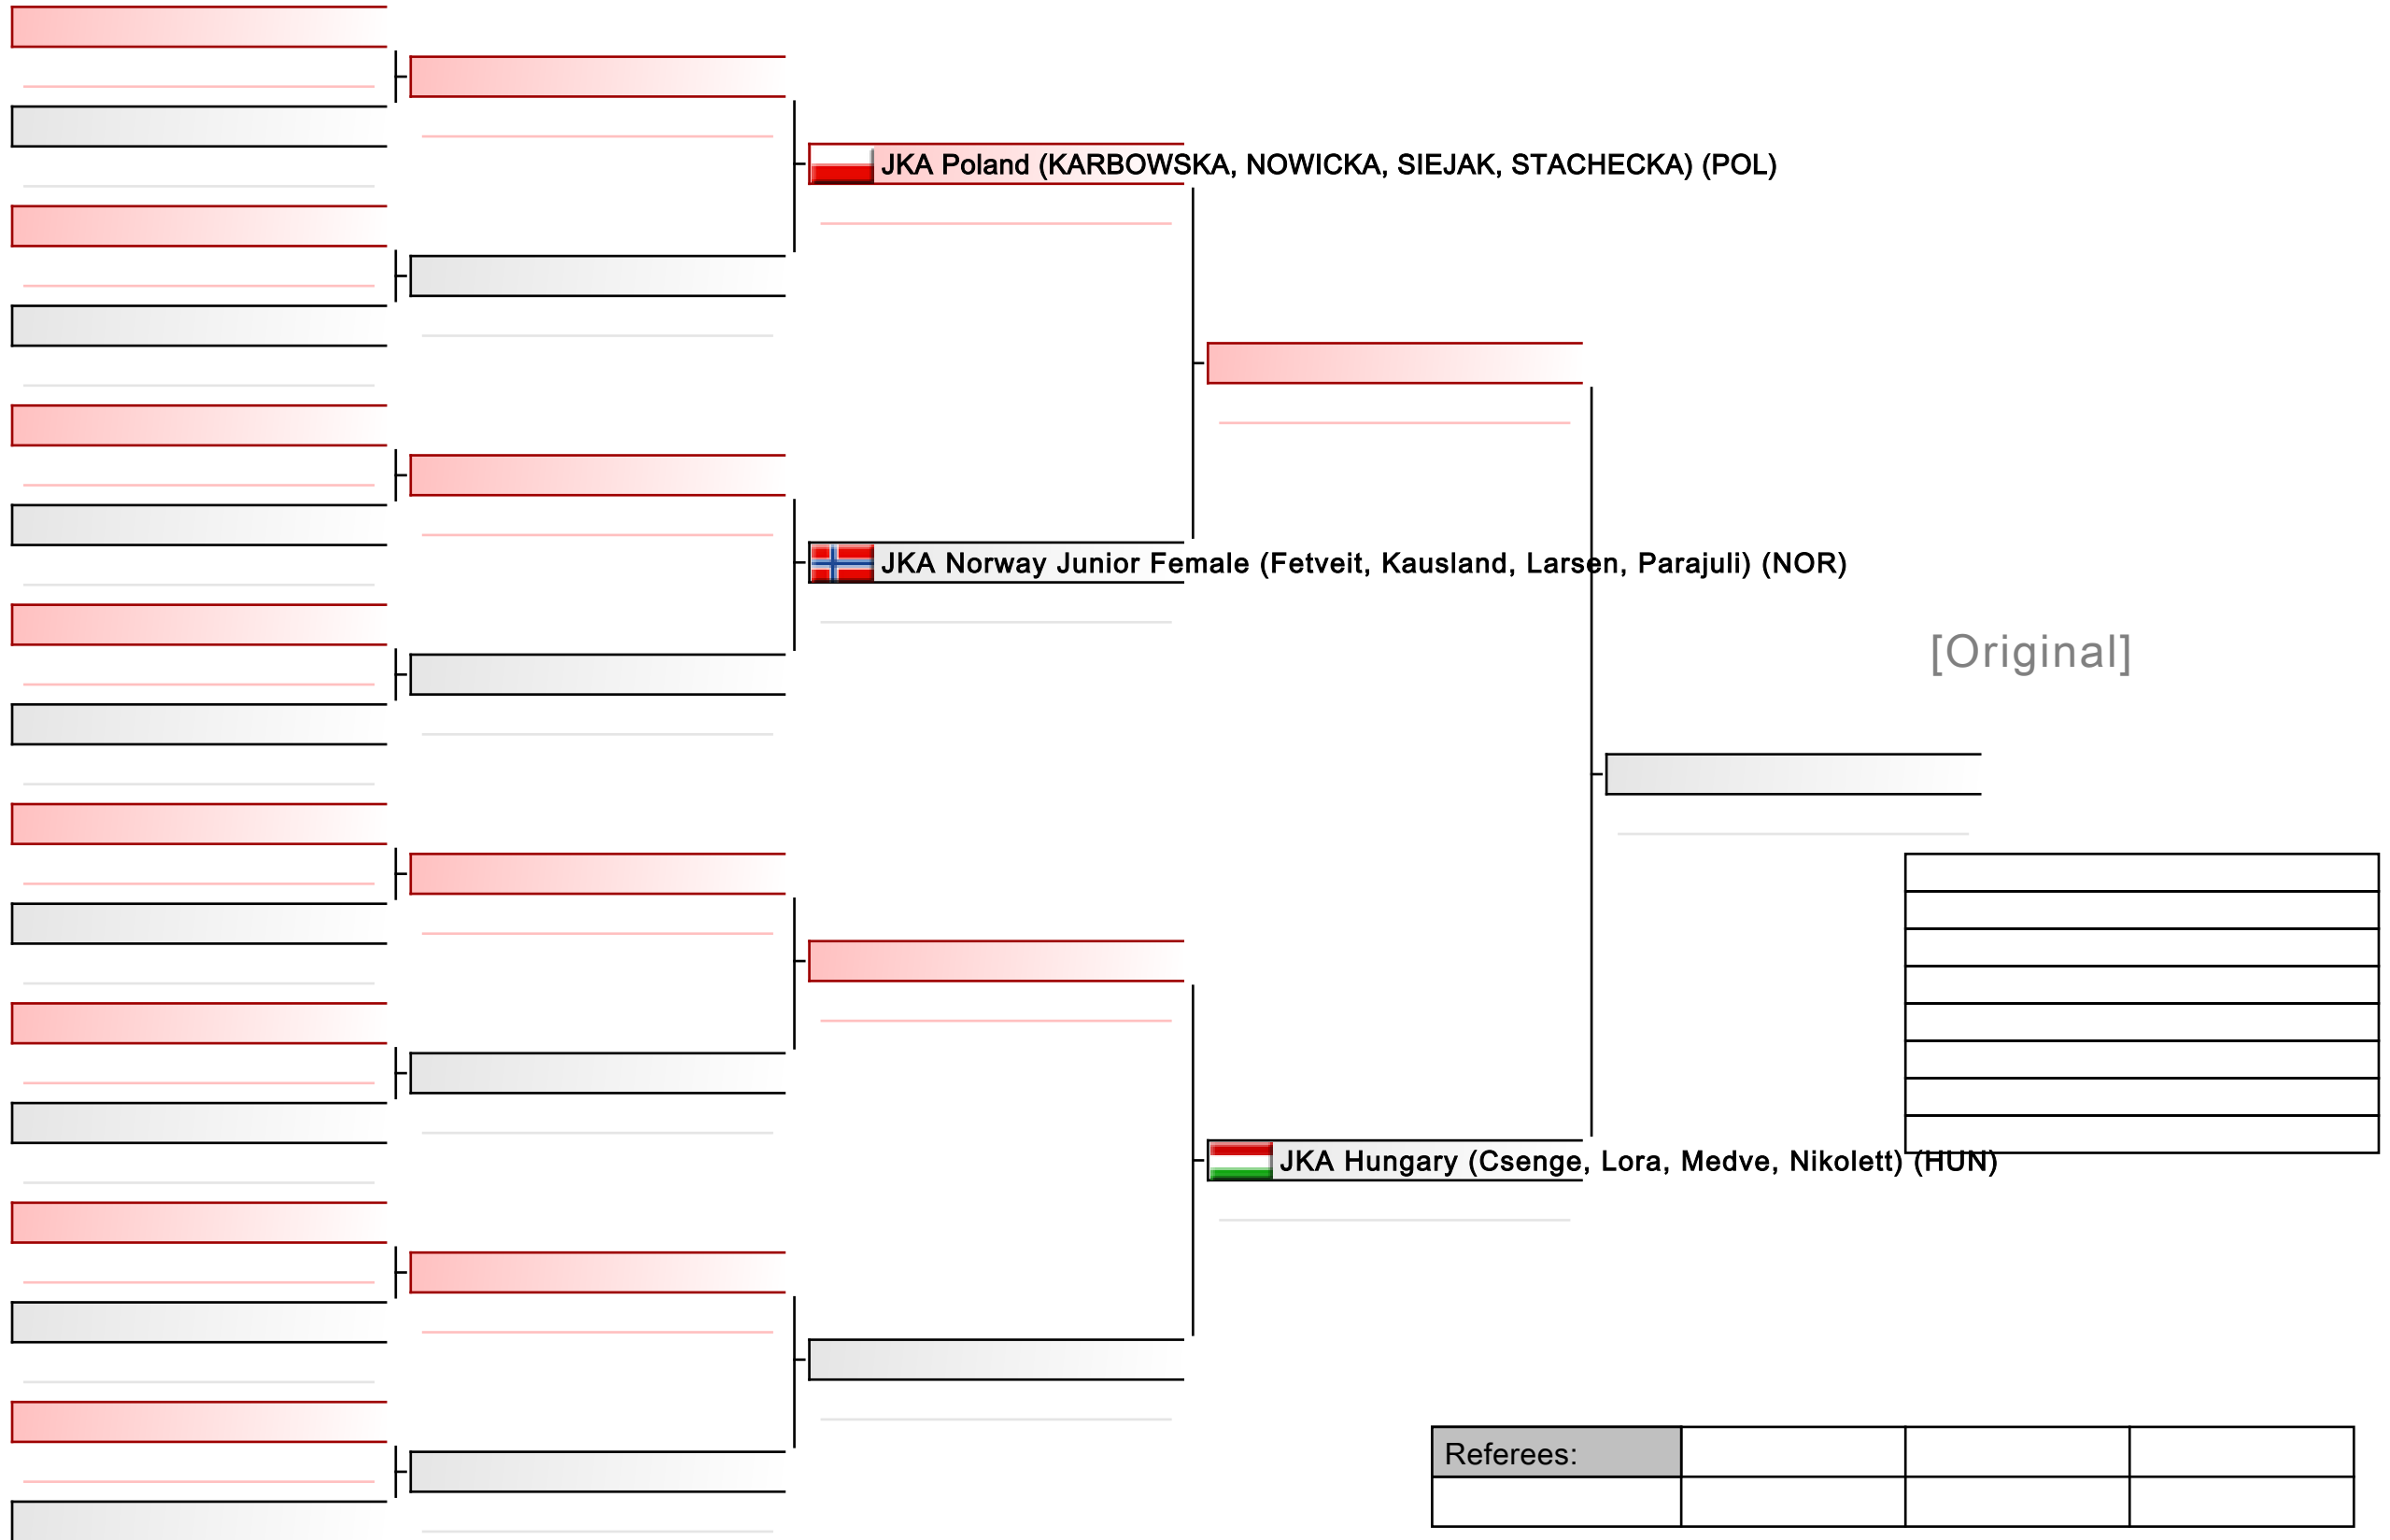 JKA Poland (KARBOWSKA, NOWICKA, SIEJAK, STACHECKA) (POL)
JKA Norway Junior Female (Fetveit, Kausland, Larsen, Parajuli) (NOR)
[Original]
JKA Hungary (Csenge, Lora, Medve, Nikolett) (HUN)
Referees: